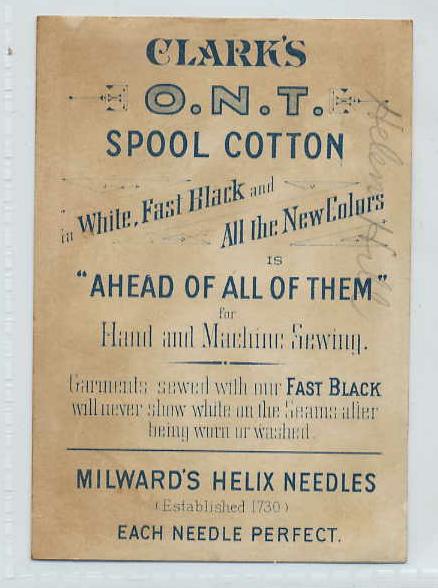 CLARK'S
O.N.T.
SPOOL COTTON
in White, Fast Black and
All the New Colors
IS
"AHEAD OF ALL OF THEM"
for
Hand and Machine Sewing.
Garments sewed with our FAST BLACK
will never show white on the Seams after
being worn or washed.
MILWARD'S HELIX NEEDLES
(Established 1730)
EACH NEEDLE PERFECT.
Helen Hill